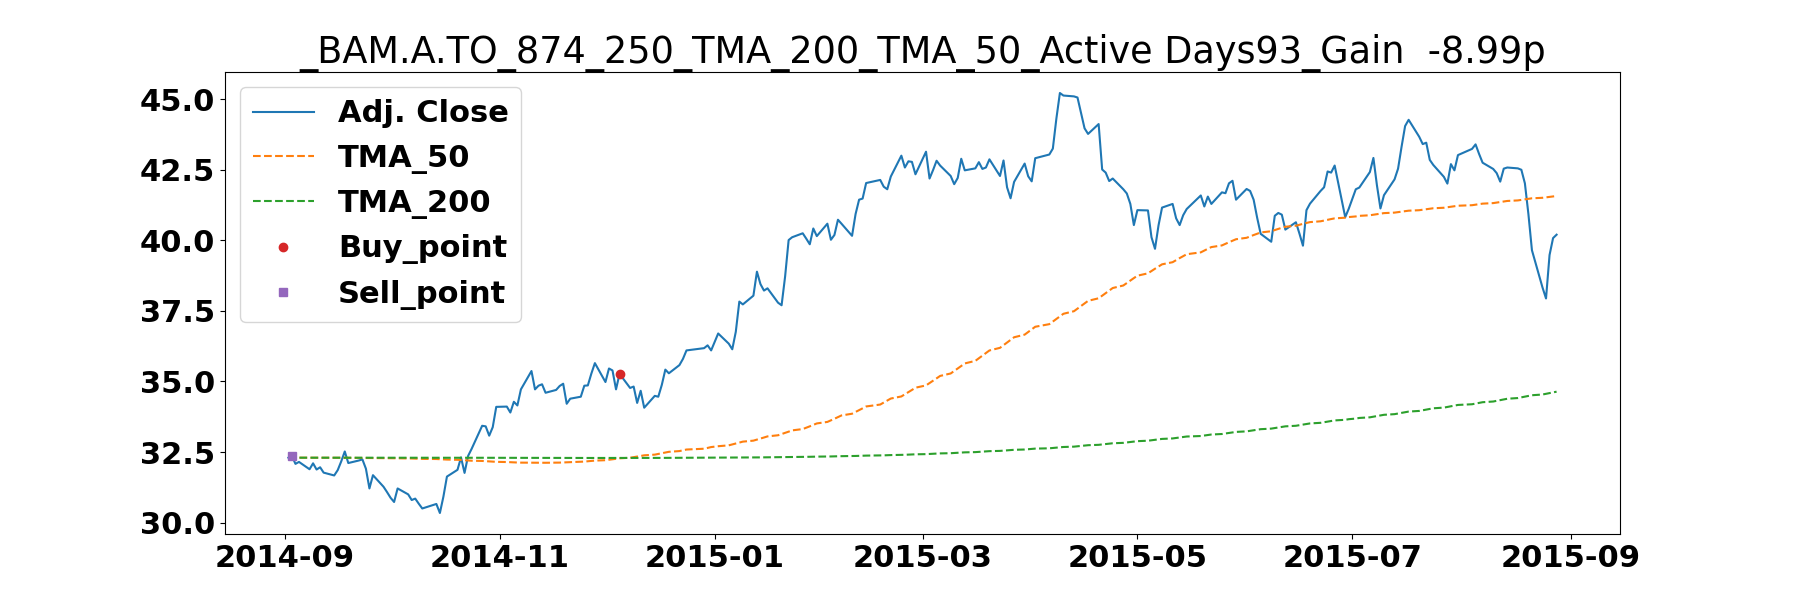 _BAM.A.TO_874_250_TMA_200_TMA_50_Active Days93_Gain  -8.99p
45.0
42.5
40.0
37.5
35.0
32.5
30.0
Adj. Close
TMA_50
TMA_200
Buy_point
Sell_point
2014-09 2014-11 2015-01 2015-03 2015-05 2015-07 2015-09